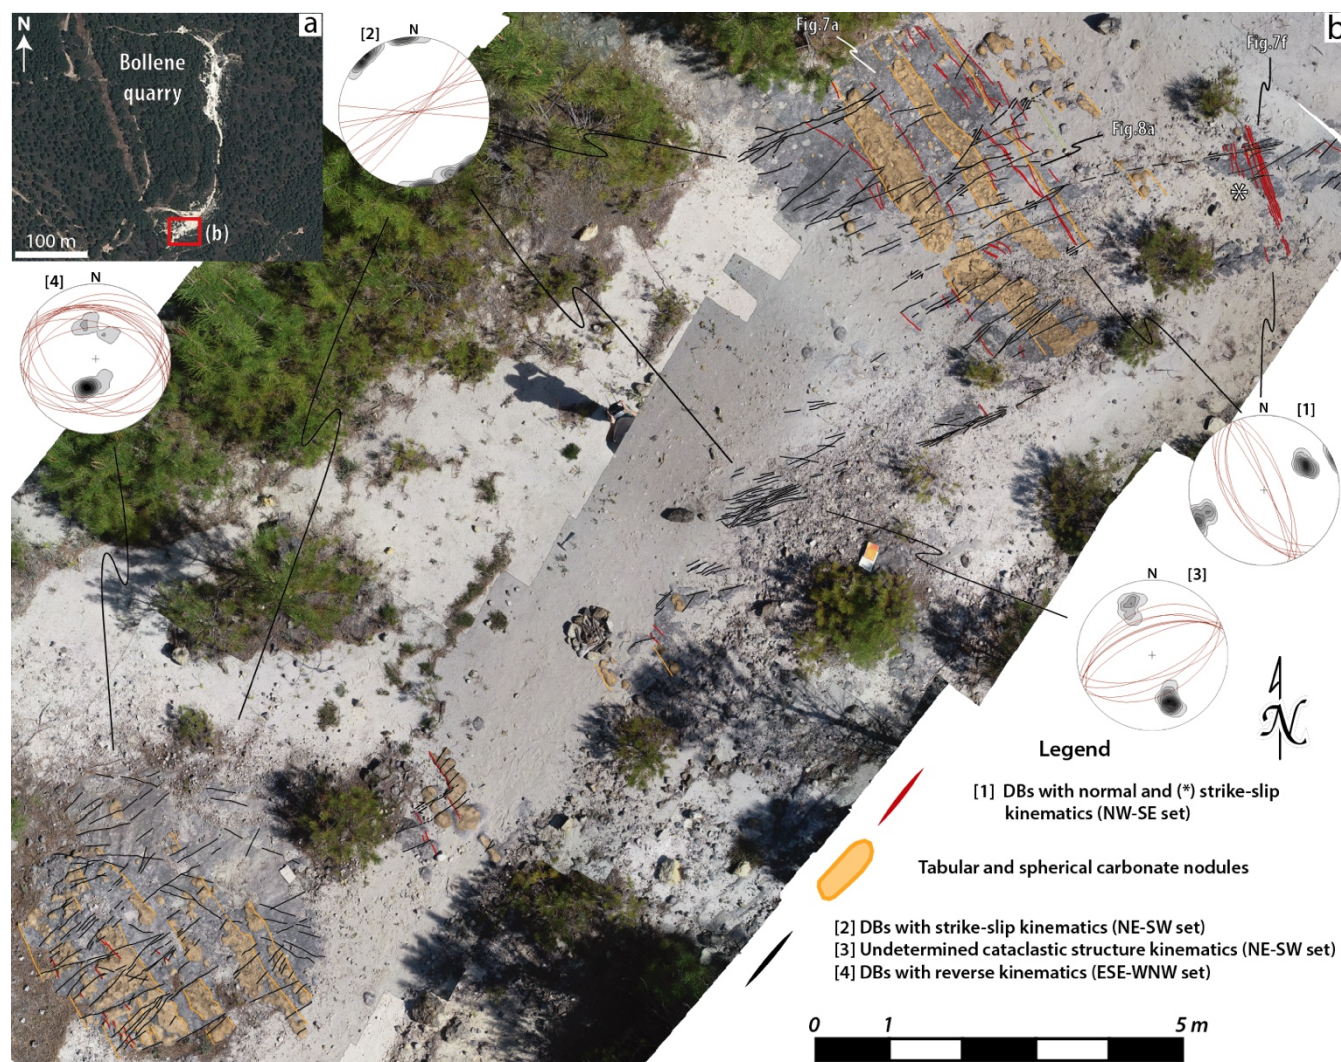 N
a
Bollene
quarry
100 m
(b)
[2]
N
Fig.7a
b
Fig.7f
Fig.8a
*
[4]
N
N
[1]
N
[3]
N
Legend
[1] DBs with normal and (*) strike-slip
kinematics (NW-SE set)
Tabular and spherical carbonate nodules
[2] DBs with strike-slip kinematics (NE-SW set)
[3] Undetermined cataclastic structure kinematics (NE-SW set)
[4] DBs with reverse kinematics (ESE-WNW set)
0 1 5 m